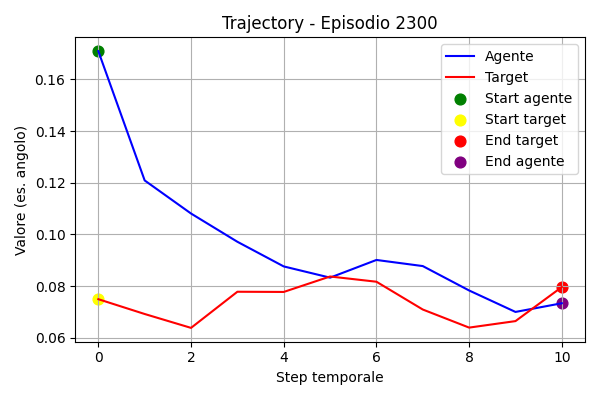 Trajectory - Episodio 2300
Valore (es. angolo)
0.16
0.14
0.12
0.10
0.08
0.06
0
2
4
6
8
10
Step temporale
Agente
Target
Start agente
Start target
End target
End agente